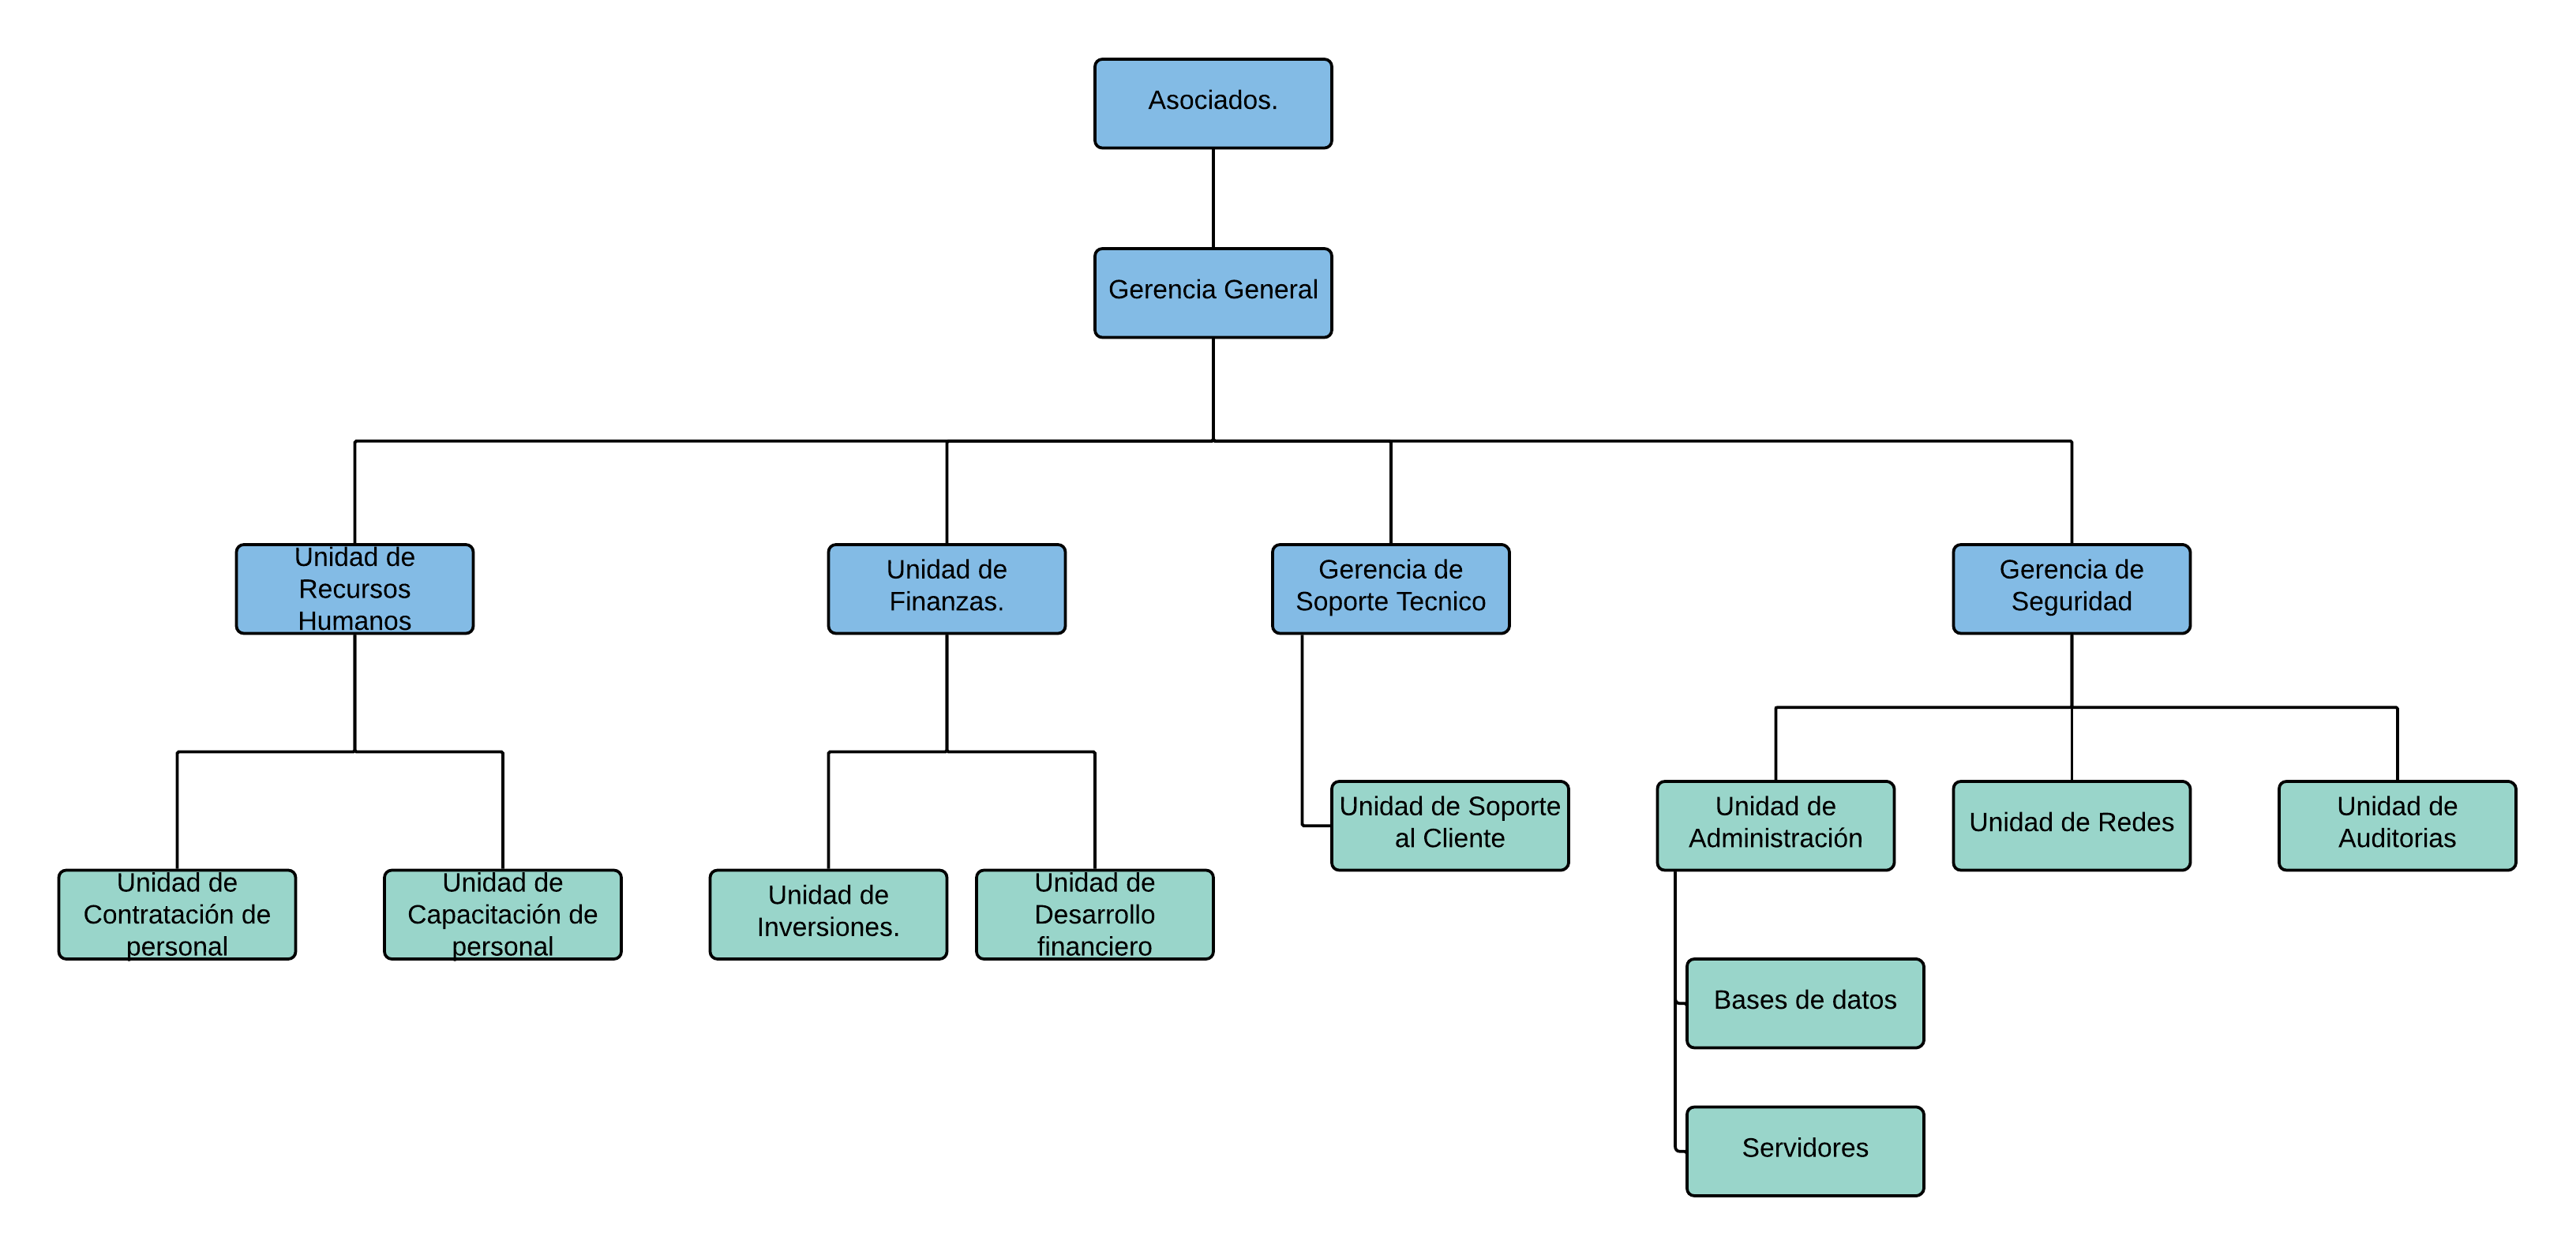 Asociados.
Gerencia General
Unidad de
Recursos
Humanos
Unidad de
Finanzas.
Gerencia de
Soporte Tecnico
Gerencia de
Seguridad
Unidad de Soporte
al Cliente
Unidad de
Administración
Unidad de Redes
Unidad de
Auditorias
Unidad de
Contratación de
personal
Unidad de
Capacitación de
personal
Unidad de
Inversiones.
Unidad de
Desarrollo
financiero
Bases de datos
Servidores